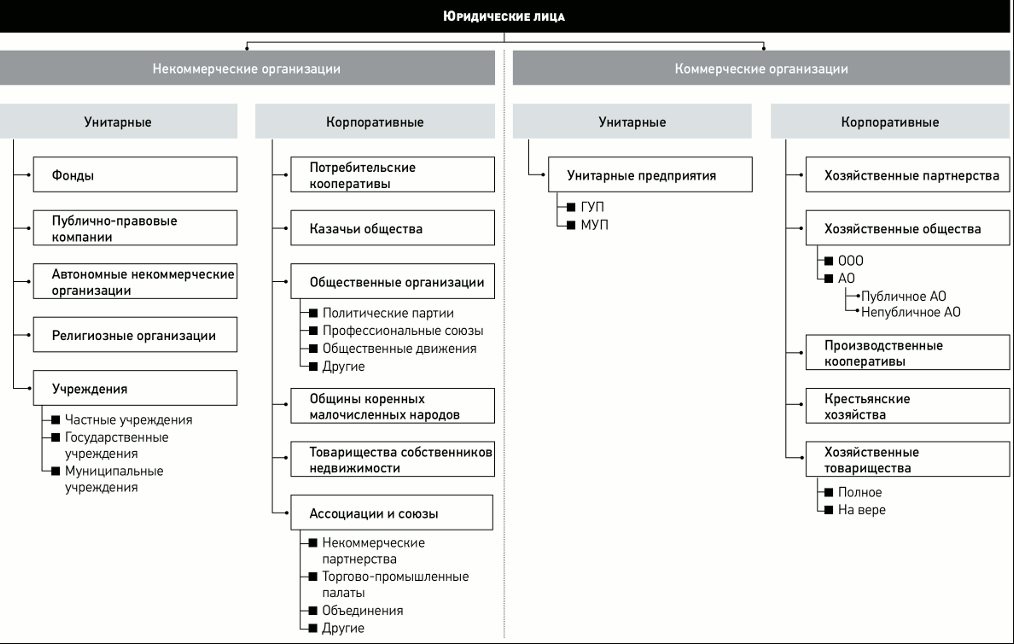 Юридические лица
Некоммерческие организации
Коммерческие организации
Унитарные
Фонды
Публично-правовые
компании
Автономные некоммерческие
организации
Религиозные организации
Учреждения
Частные учреждения
Государственные
учреждения
Муниципальные
учреждения
Корпоративные
Потребительские
кооперативы
Казачьи общества
Общественные организации
Политические партии
Профессиональные союзы
Общественные движения
Другие
Общины коренных
малочисленных народов
Товарищества собственников
недвижимости
Ассоциации и союзы
Некоммерческие
партнерства
Торгово-промышленные
палаты
Объединения
Другие
Унитарные
Унитарные предприятия
ГУП
МУП
Корпоративные
Хозяйственные партнерства
Хозяйственные общества
ООО
АО
Публичное АО
Непубличное АО
Производственные
кооперативы
Крестьянские
хозяйства
Хозяйственные
товарищества
Полное
На вере